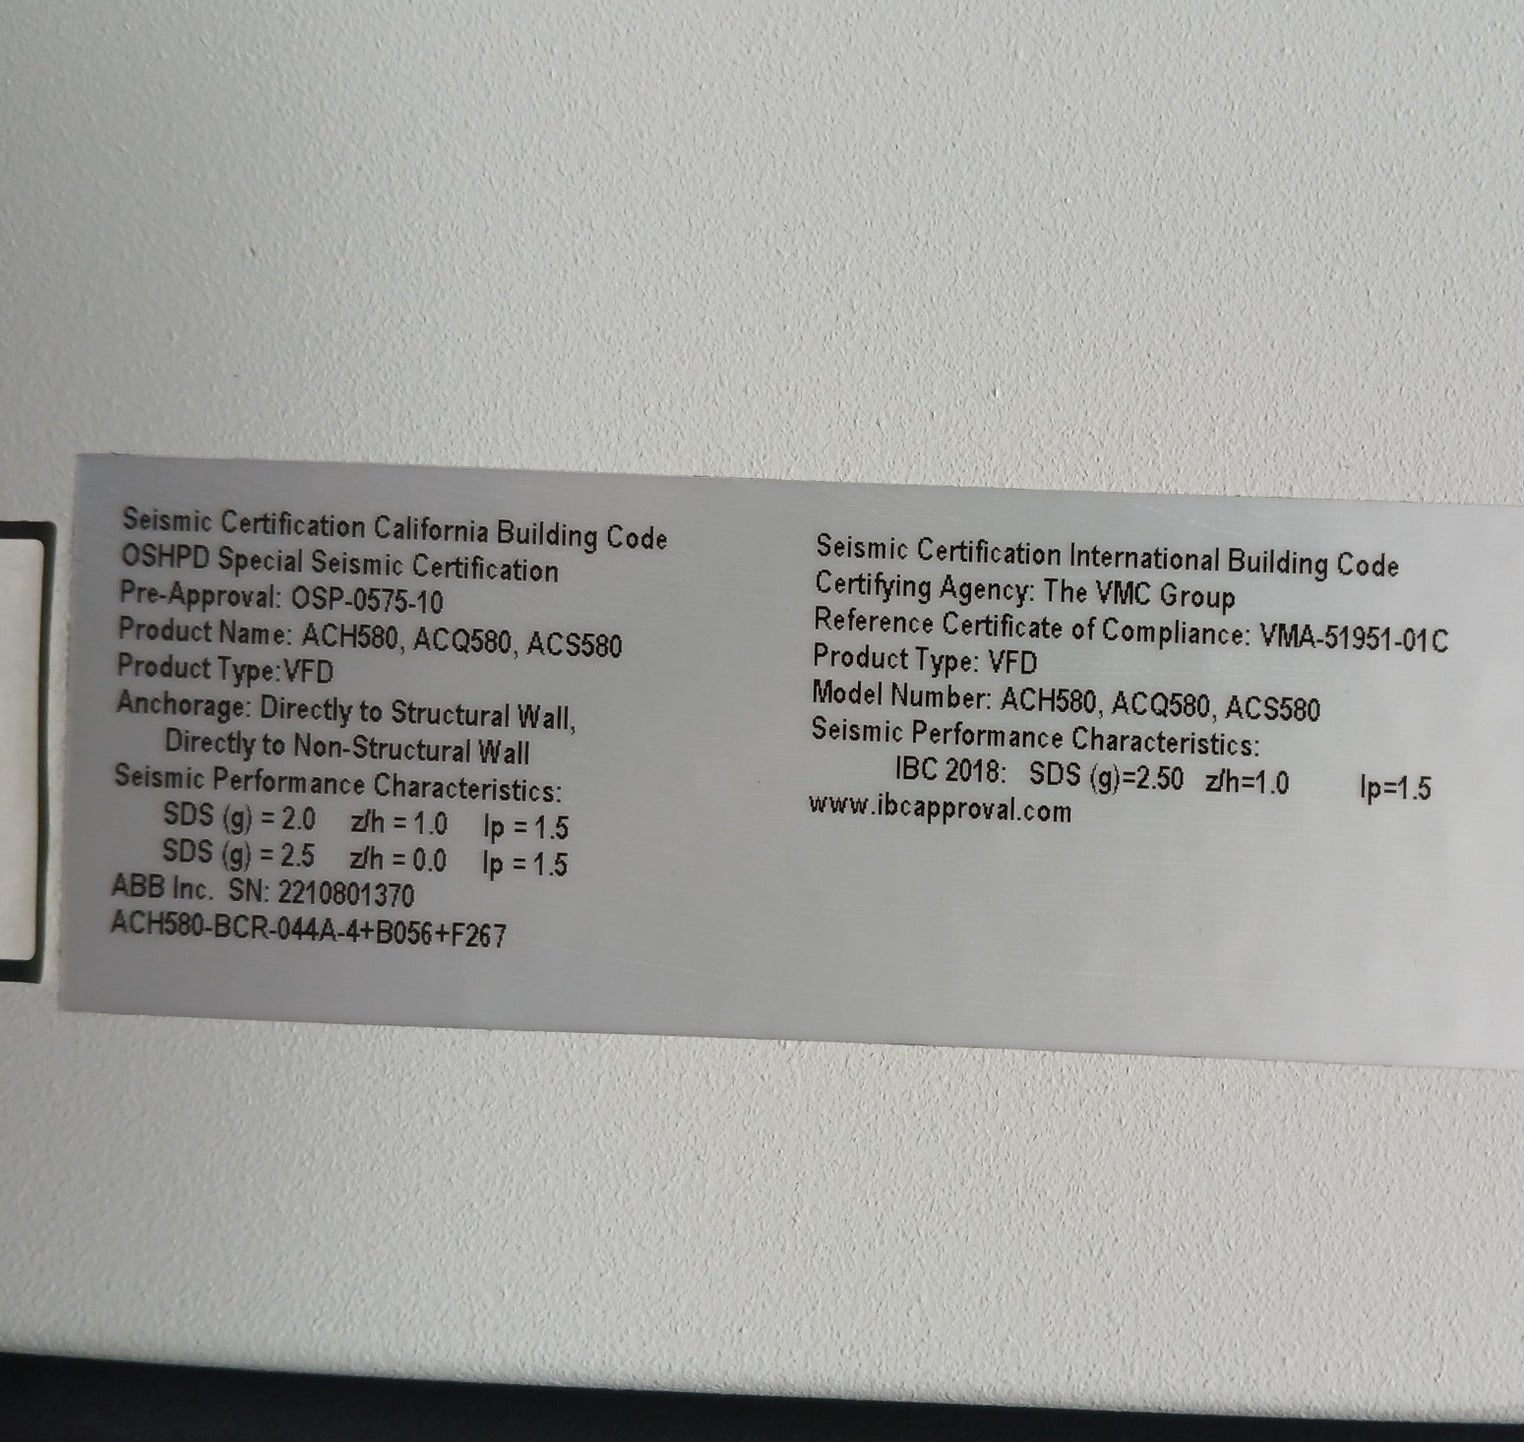 Seismic Certification California Building Code
OSHPD Special Seismic Certification
Pre-Approval: OSP-0575-10
Product Name: ACH580, ACQ580, ACS580
Product Type:VFD
Anchorage: Directly to Structural Wall,
Directly to Non-Structural Wall
Seismic Performance Characteristics:
SDS (g) = 2.0 z/h = 1.0 Ip = 1.5
SDS (g) = 2.5 z/h = 0.0 Ip = 1.5
ABB Inc. SN: 2210801370
ACH580-BCR-044A-4+B056+F267
Seismic Certification International Building Code
Certifying Agency: The VMC Group
Reference Certificate of Compliance: VMA-51951-01C
Product Type: VFD
Model Number: ACH580, ACQ580, ACS580
Seismic Performance Characteristics:
IBC 2018: SDS (g)=2.50 z/h=1.0 Ip=1.5
www.ibcapproval.com